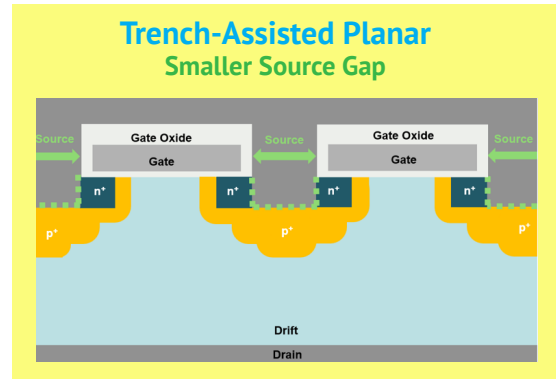 Trench-Assisted Planar
Smaller Source Gap
Source
Gate Oxide
Source
Gate Oxide
Source
Gate
Gate
n+
n+
n+
n+
p+
p+
p+
Drift
Drain